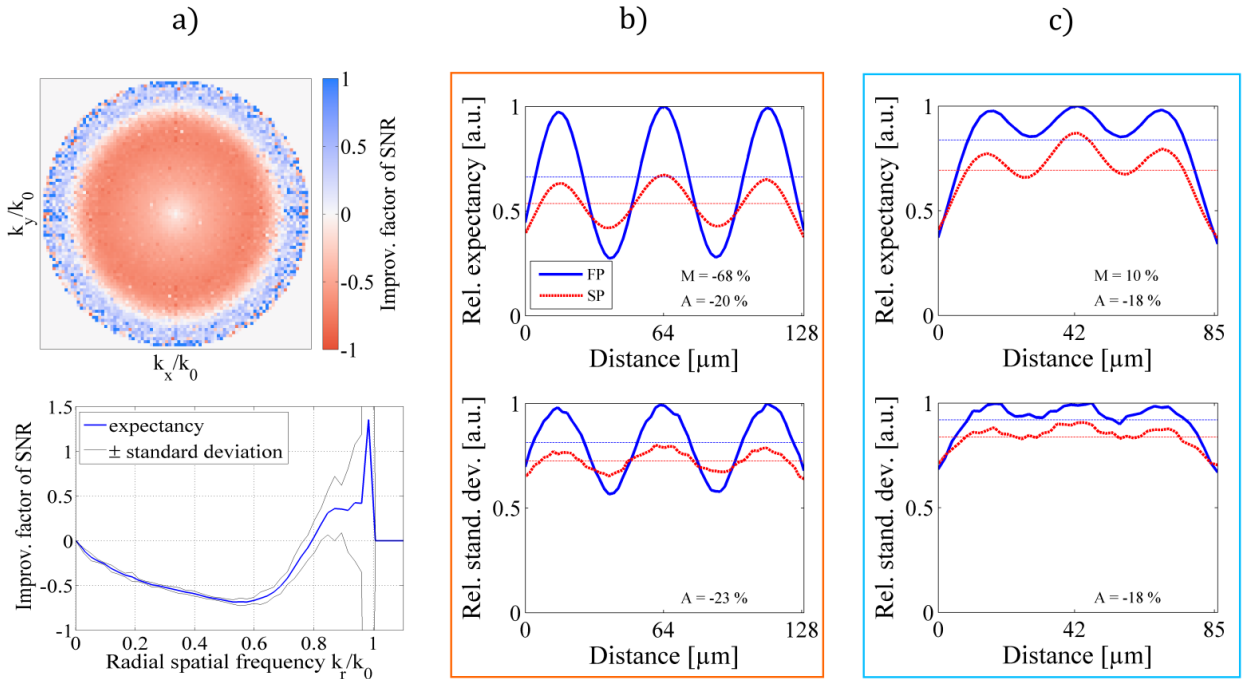 a)
1
0.5
0
-0.5
-1
Improv. factor of SNR
k_y/k_0
k_x/k_0
1.5
1
0.5
0
-0.5
-1
Improv. factor of SNR
expectancy
± standard deviation
0 0.2 0.4 0.6 0.8 1
Radial spatial frequency k_r/k_0
b)
1
0.5
0
Rel. expectancy [a.u.]
FP
SP
M = -68 %
A = -20 %
0 64 128
Distance [µm]
1
0.5
0
Rel. stand. dev. [a.u.]
A = -23 %
0 64 128
Distance [µm]
c)
1
0.5
0
Rel. expectancy [a.u.]
M = 10 %
A = -18 %
0 42 85
Distance [µm]
1
0.5
0
Rel. stand. dev. [a.u.]
A = -18 %
0 42 85
Distance [µm]